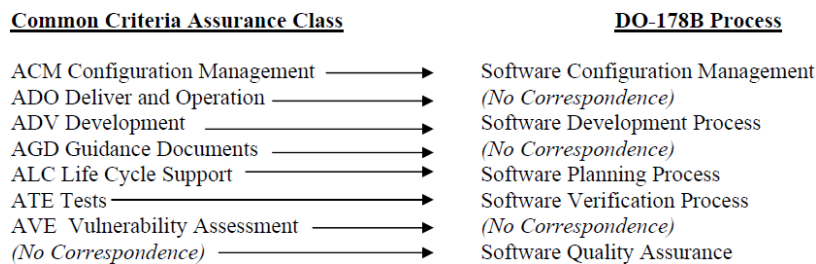 Common Criteria Assurance Class DO-178B Process
ACM Configuration Management Software Configuration Management
ADO Deliver and Operation (No Correspondence)
ADV Development Software Development Process
AGD Guidance Documents (No Correspondence)
ALC Life Cycle Support Software Planning Process
ATE Tests Software Verification Process
AVE Vulnerability Assessment (No Correspondence)
(No Correspondence) Software Quality Assurance